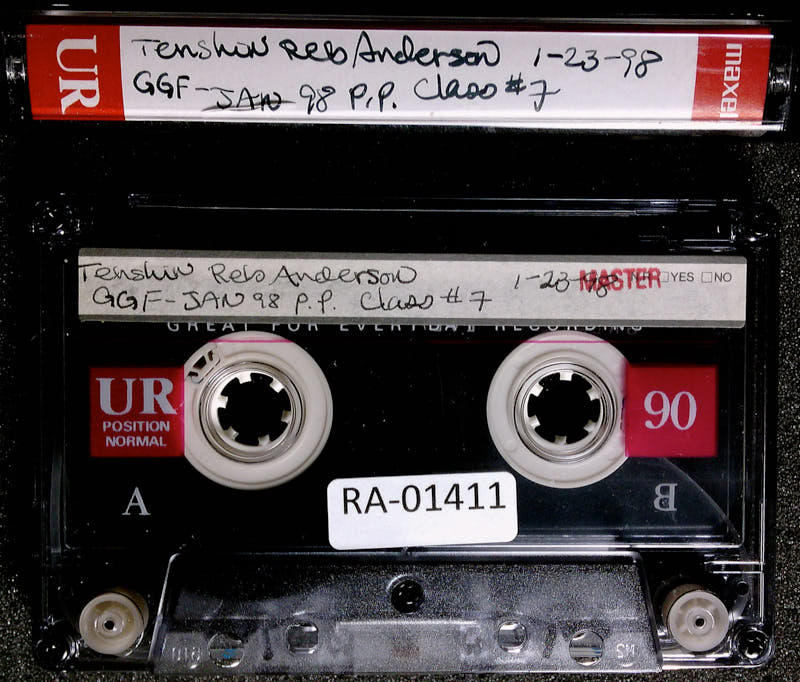 UR
Tenshin Reb Anderson 1-23-98
GGF-JAN 98 P.P. Class #7
maxell
Tenshin Reb Anderson 1-23-98 MASTER NR □YES □NO
GGF-JAN 98 P.P. Class #7
GREAT FOR EVERYDAY RECORDING
UR
POSITION
NORMAL
90
A
B
RA-01411